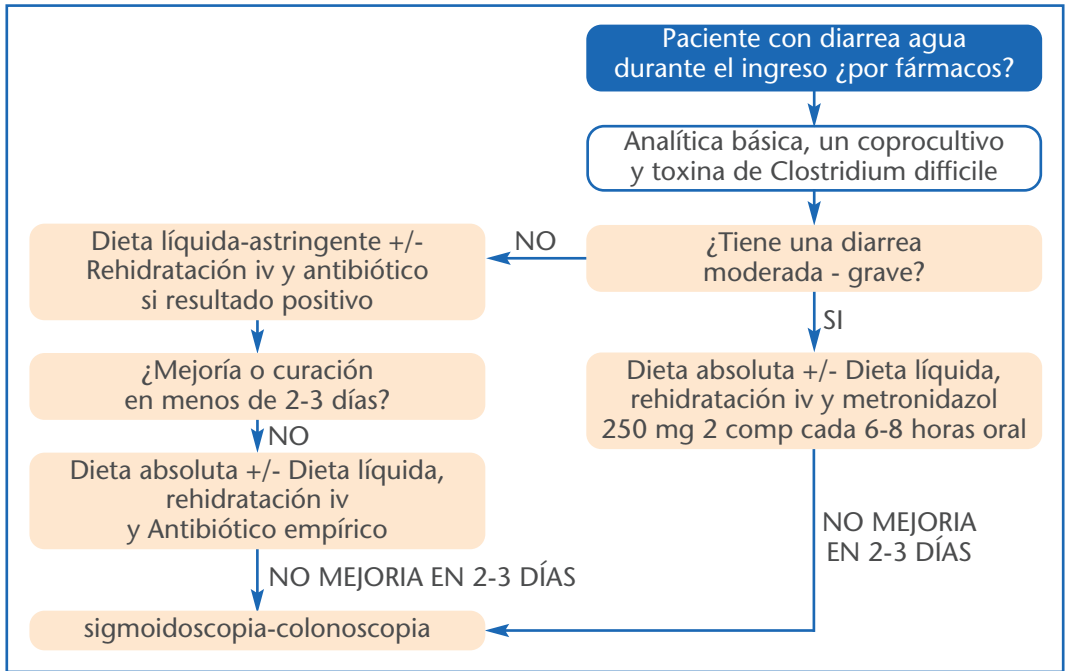 Paciente con diarrea agua
durante el ingreso ¿por fármacos?
Analítica básica, un coprocultivo
y toxina de Clostridium difficile
¿Tiene una diarrea
moderada - grave?
NO
Dieta líquida-astringente +/-
Rehidratación iv y antibiótico
si resultado positivo
¿Mejoría o curación
en menos de 2-3 días?
NO
Dieta absoluta +/- Dieta líquida,
rehidratación iv
y Antibiótico empírico
NO MEJORIA EN 2-3 DÍAS
SI
Dieta absoluta +/- Dieta líquida,
rehidratación iv y metronidazol
250 mg 2 comp cada 6-8 horas oral
NO MEJORIA
EN 2-3 DÍAS
sigmoidoscopia-colonoscopia